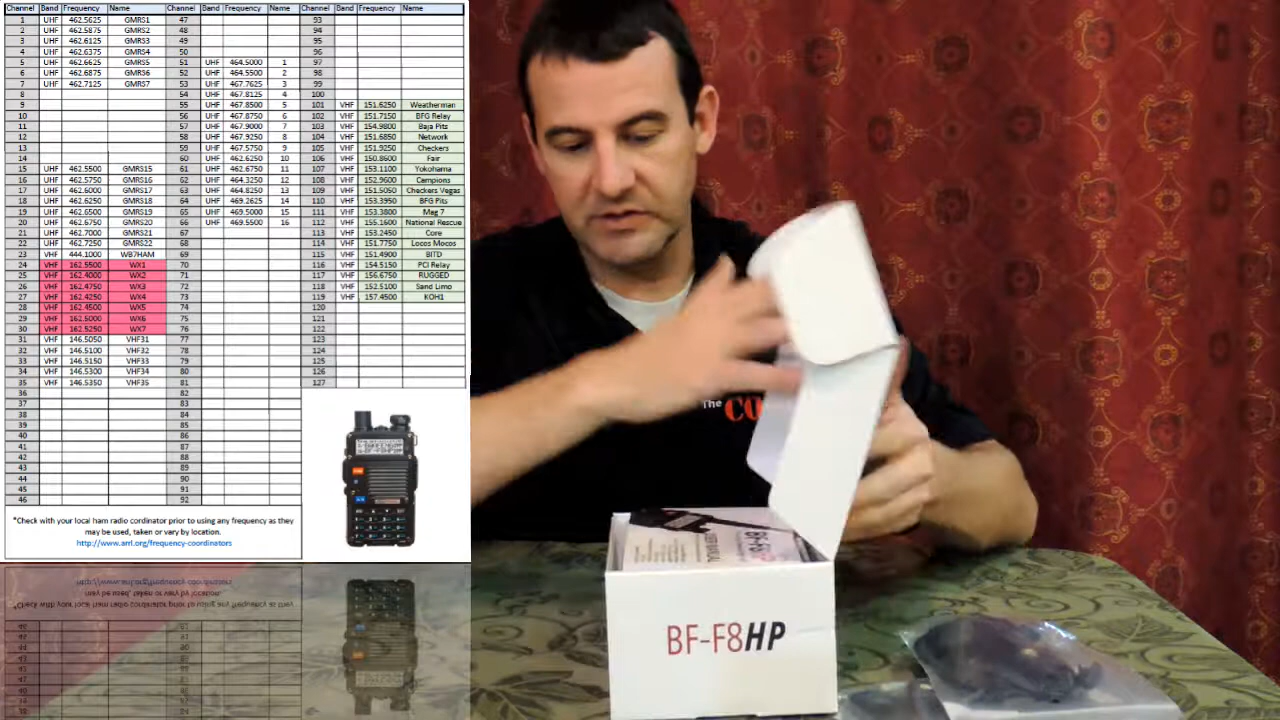 Channel Band Frequency Name Channel Band Frequency Name Channel Band Frequency Name
1 UHF 462.5625 GMRS1 47 93
2 UHF 462.5875 GMRS2 48 94
3 UHF 462.6125 GMRS3 49 95
4 UHF 462.6375 GMRS4 50 96
5 UHF 462.6625 GMRS5 51 UHF 464.5000 1 97
6 UHF 462.6875 GMRS6 52 UHF 464.5500 2 98
7 UHF 462.7125 GMRS7 53 UHF 467.7625 3 99
8 54 UHF 467.8125 4 100
9 55 UHF 467.8500 5 101 VHF 151.6250 Weatherman
10 56 UHF 467.8750 6 102 VHF 151.7150 BFG Relay
11 57 UHF 467.9000 7 103 VHF 154.9800 Baja Pits
12 58 UHF 467.9250 8 104 VHF 151.6850 Network
13 59 UHF 467.5750 9 105 VHF 151.9250 Checkers
14 60 UHF 462.6250 10 106 VHF 150.8600 Fair
15 UHF 462.5500 GMRS15 61 UHF 462.6750 11 107 VHF 153.1100 Yokohama
16 UHF 462.5750 GMRS16 62 UHF 464.3250 12 108 VHF 152.9600 Campions
17 UHF 462.6000 GMRS17 63 UHF 464.8250 13 109 VHF 151.5050 Checkers Vegas
18 UHF 462.6250 GMRS18 64 UHF 469.2625 14 110 VHF 153.3950 BFG Pits
19 UHF 462.6500 GMRS19 65 UHF 469.5000 15 111 VHF 153.3800 Mag 7
20 UHF 462.6750 GMRS20 66 UHF 469.5500 16 112 VHF 155.1600 National Rescue
21 UHF 462.7000 GMRS21 67 113 VHF 153.2450 Core
22 UHF 462.7250 GMRS22 68 114 VHF 151.7750 Locos Mocos
23 VHF 444.1000 WB7HAM 69 115 VHF 151.4900 BITD
24 VHF 162.5500 WX1 70 116 VHF 154.5150 PCI Relay
25 VHF 162.4000 WX2 71 117 VHF 156.6750 RUGGED
26 VHF 162.4750 WX3 72 118 VHF 152.5100 Sand Limo
27 VHF 162.4250 WX4 73 119 VHF 157.4500 KOH1
28 VHF 162.4500 WX5 74 120
29 VHF 162.5000 WX6 75 121
30 VHF 162.5250 WX7 76 122
31 VHF 146.5050 VHF31 77 123
32 VHF 146.5100 VHF32 78 124
33 VHF 146.5150 VHF33 79 125
34 VHF 146.5300 VHF34 80 126
35 VHF 146.5350 VHF35 81 127
36 82
37 83
38 84
39 85
40 86
41 87
42 88
43 89
44 90
45 91
46 92
*Check with your local ham radio cordinator prior to using any frequency as they
may be used, taken or vary by location.
http://www.arrl.org/frequency-coordinators
The CO
USER MANUAL
BF-F8
BF-F8HP